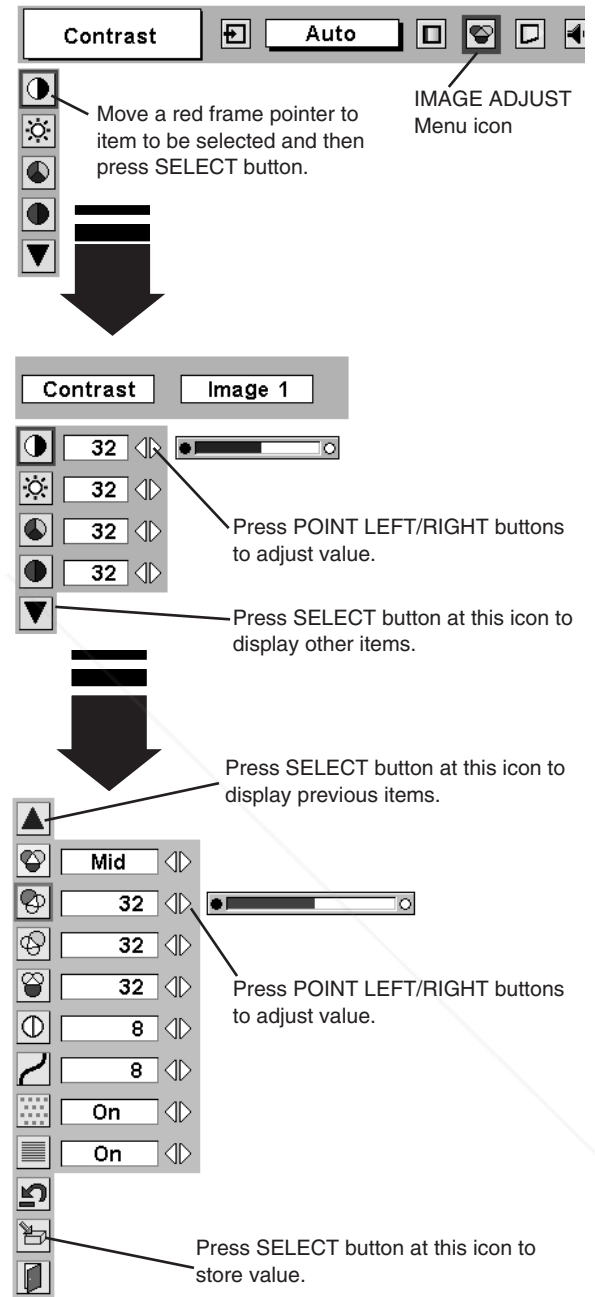 Contrast
Auto
Move a red frame pointer to
item to be selected and then
press SELECT button.
IMAGE ADJUST
Menu icon
Contrast
Image 1
32
32
32
32
Press POINT LEFT/RIGHT buttons
to adjust value.
Press SELECT button at this icon to
display other items.
Press SELECT button at this icon to
display previous items.
Mid
32
32
32
8
8
On
On
Press POINT LEFT/RIGHT buttons
to adjust value.
Press SELECT button at this icon to
store value.